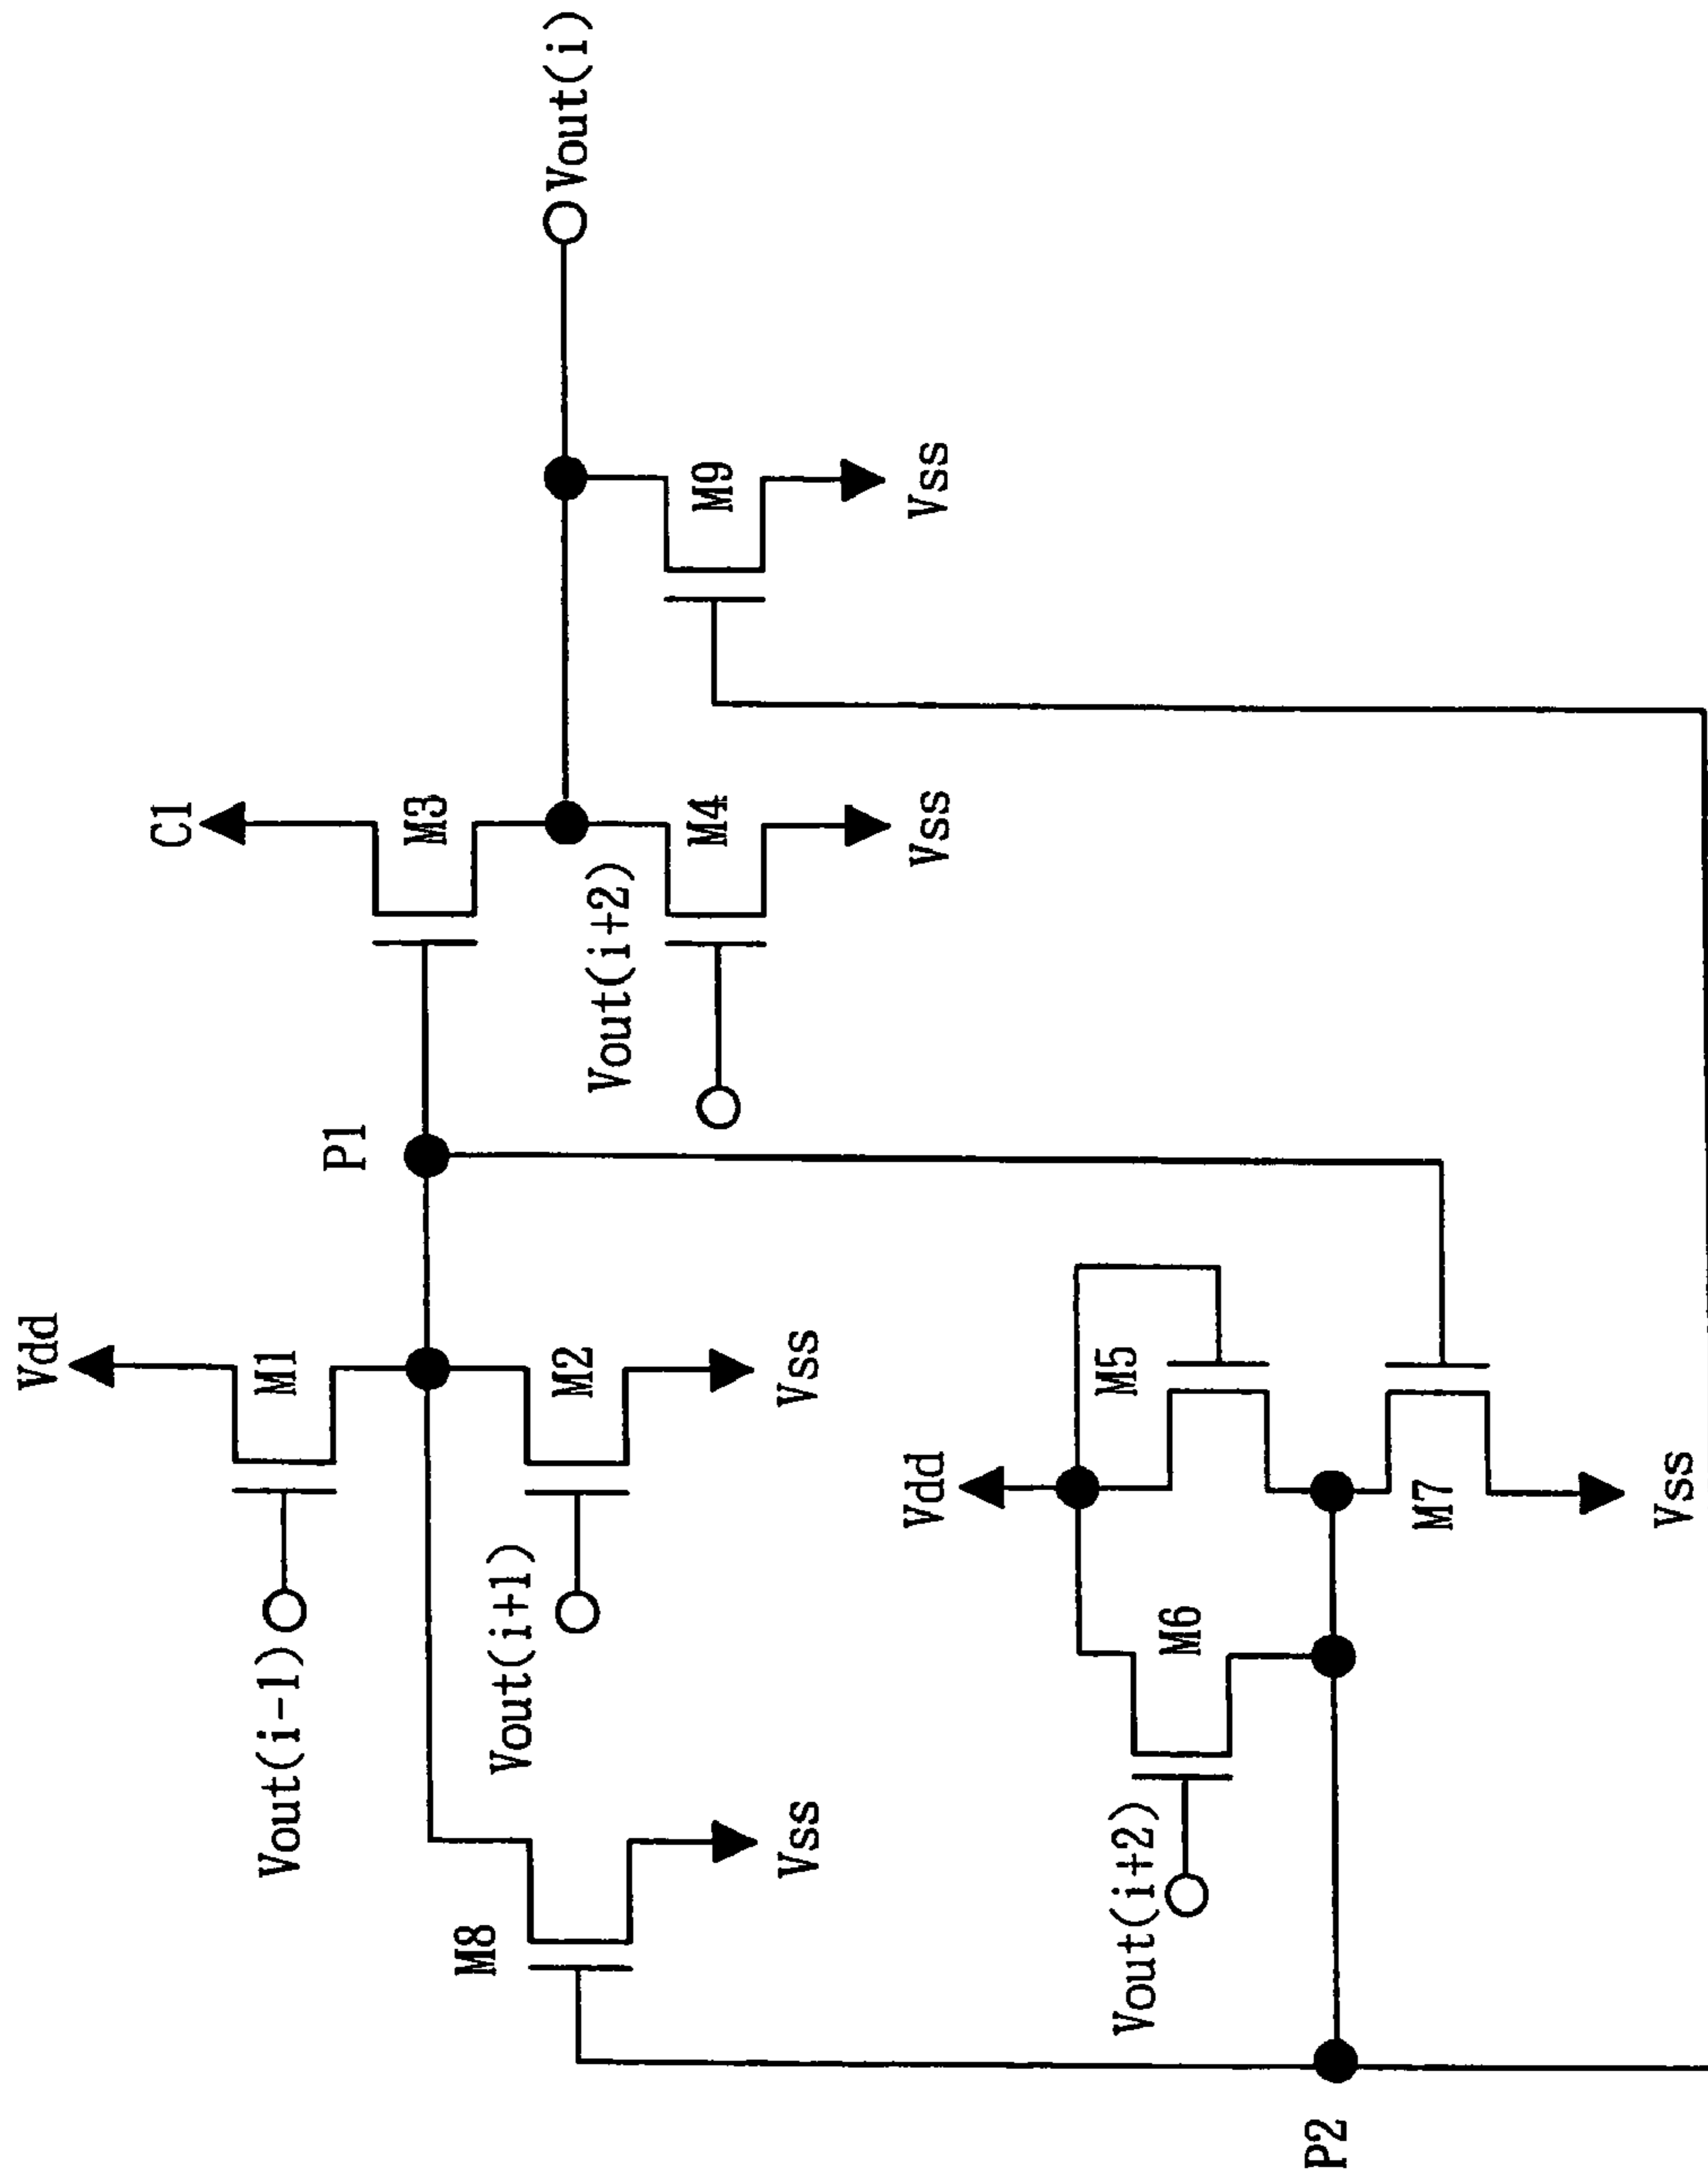 Vdd
C1
Vout(i-1)
M1
P1
M3
M8
Vout(i+1)
M2
Vout(i+2)
Vout(i)
M4
M9
Vss
Vss
Vdd
Vss
Vss
Vout(i+2)
M6
M5
P2
M7
Vss